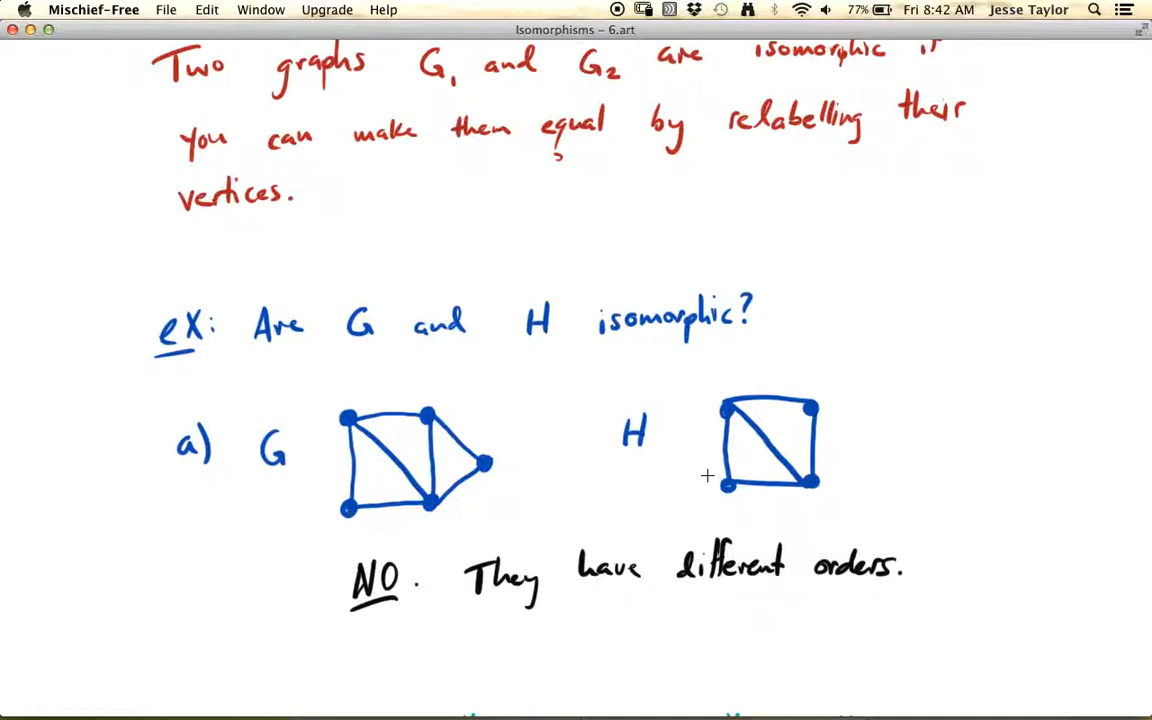 Mischief-Free File Edit Window Upgrade Help 77% Fri 8:42 AM Jesse Taylor
Isomorphisms – 6.art
Two graphs G1 and G2 are isomorphic if
you can make them equal by relabelling their
vertices.
ex: Are G and H isomorphic?
a) G H
NO. They have different orders.